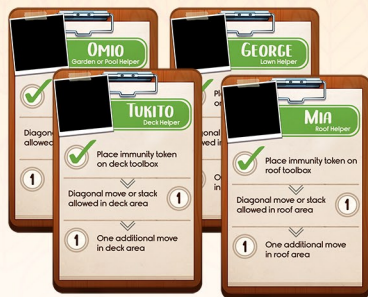 OMIO
Garden or Pool Helper
GEORGE
Lawn Helper
allowed
1
TUKITO
Deck Helper
Place immunity token
on deck toolbox
Diagonal move or stack
allowed in deck area
1
1
One additional move
in deck area
MIA
Roof Helper
Place immunity token on
roof toolbox
Diagonal move or stack
allowed in roof area
1
1
One additional move
in roof area